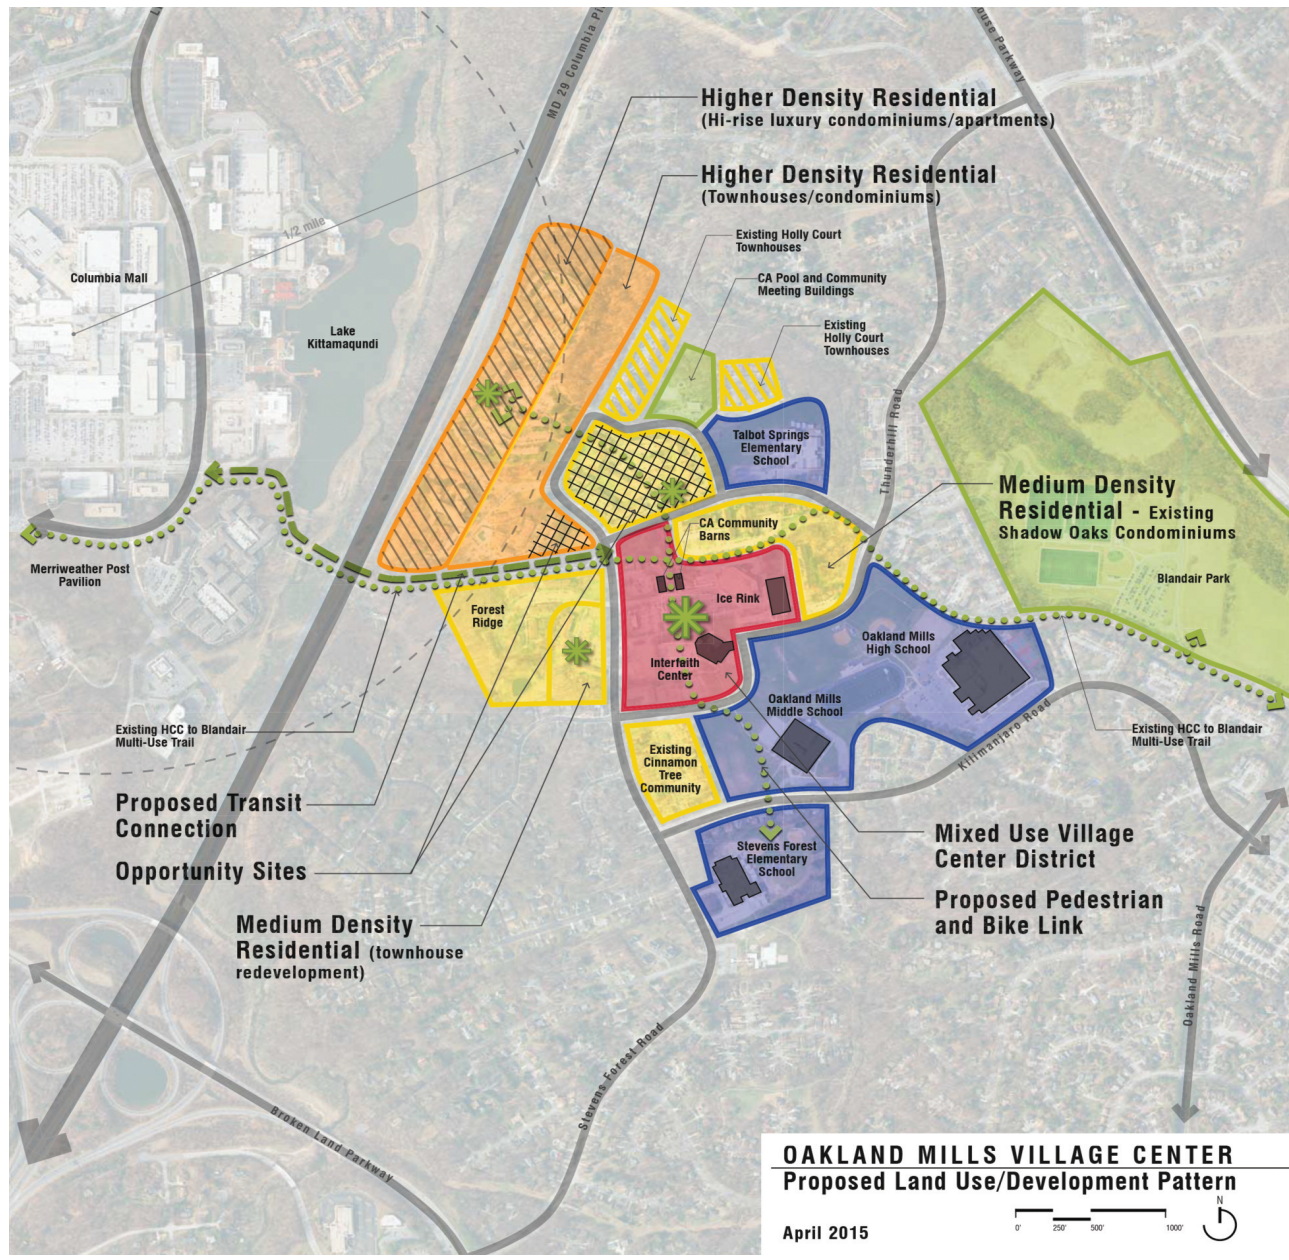 MD 29 Columbia Pi
ouse Parkway
Higher Density Residential
(Hi-rise luxury condominiums/apartments)
Higher Density Residential
(Townhouses/condominiums)
1/2 mile
Existing Holly Court
Townhouses
CA Pool and Community
Meeting Buildings
Existing
Holly Court
Townhouses
Columbia Mall
Lake
Kittamaqundi
Thunderhill Road
Talbot Springs
Elementary
School
Medium Density
Residential - Existing
Shadow Oaks Condominiums
CA Community
Barns
Merriweather Post
Pavilion
Blandair Park
Forest
Ridge
Ice Rink
Oakland Mills
High School
Interfaith
Center
Oakland Mills
Middle School
Existing HCC to Blandair
Multi-Use Trail
Existing HCC to Blandair
Multi-Use Trail
Kilimanjaro Road
Existing
Cinnamon
Tree
Community
Proposed Transit
Connection
Opportunity Sites
Stevens Forest
Elementary
School
Mixed Use Village
Center District
Proposed Pedestrian
and Bike Link
Medium Density
Residential (townhouse
redevelopment)
Oakland Mills Road
Stevens Forest Road
Broken Land Parkway
OAKLAND MILLS VILLAGE CENTER
Proposed Land Use/Development Pattern
April 2015
0' 250' 500' 1000'
N